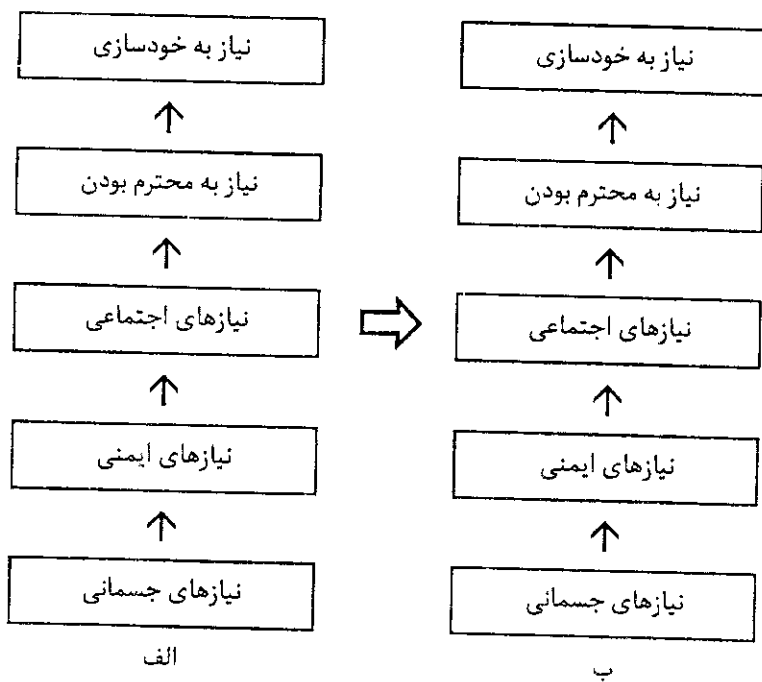 نیاز به خودسازی
نیاز به محترم بودن
نیازهای اجتماعی
نیازهای ایمنی
نیازهای جسمانی
الف
نیاز به خودسازی
نیاز به محترم بودن
نیازهای اجتماعی
نیازهای ایمنی
نیازهای جسمانی
ب